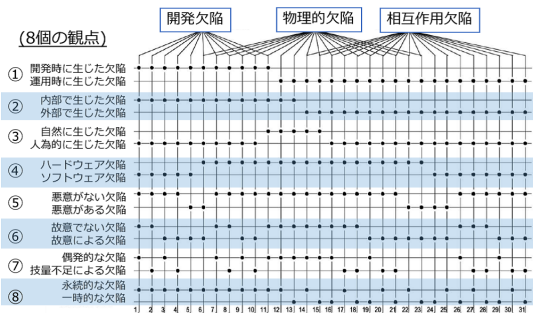 開発欠陥 物理的欠陥 相互作用欠陥
(8個の観点)
① 開発時に生じた欠陥
運用時に生じた欠陥
② 内部で生じた欠陥
外部で生じた欠陥
③ 自然に生じた欠陥
人為的に生じた欠陥
④ ハードウェア欠陥
ソフトウェア欠陥
⑤ 悪意がない欠陥
悪意がある欠陥
⑥ 故意でない欠陥
故意による欠陥
⑦ 偶発的な欠陥
技量不足による欠陥
⑧ 永続的な欠陥
一時的な欠陥
1 2 3 4 5 6 7 8 9 10 11 12 13 14 15 16 17 18 19 20 21 22 23 24 25 26 27 28 29 30 31